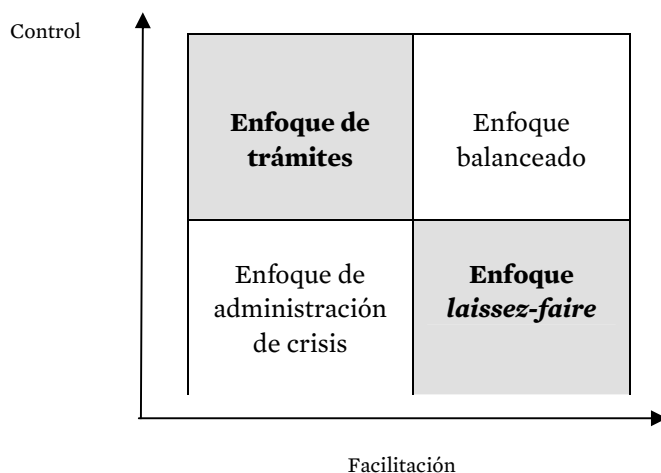 Control
Enfoque de
trámites
Enfoque
balanceado
Enfoque de
administración
de crisis
Enfoque
laissez-faire
Facilitación